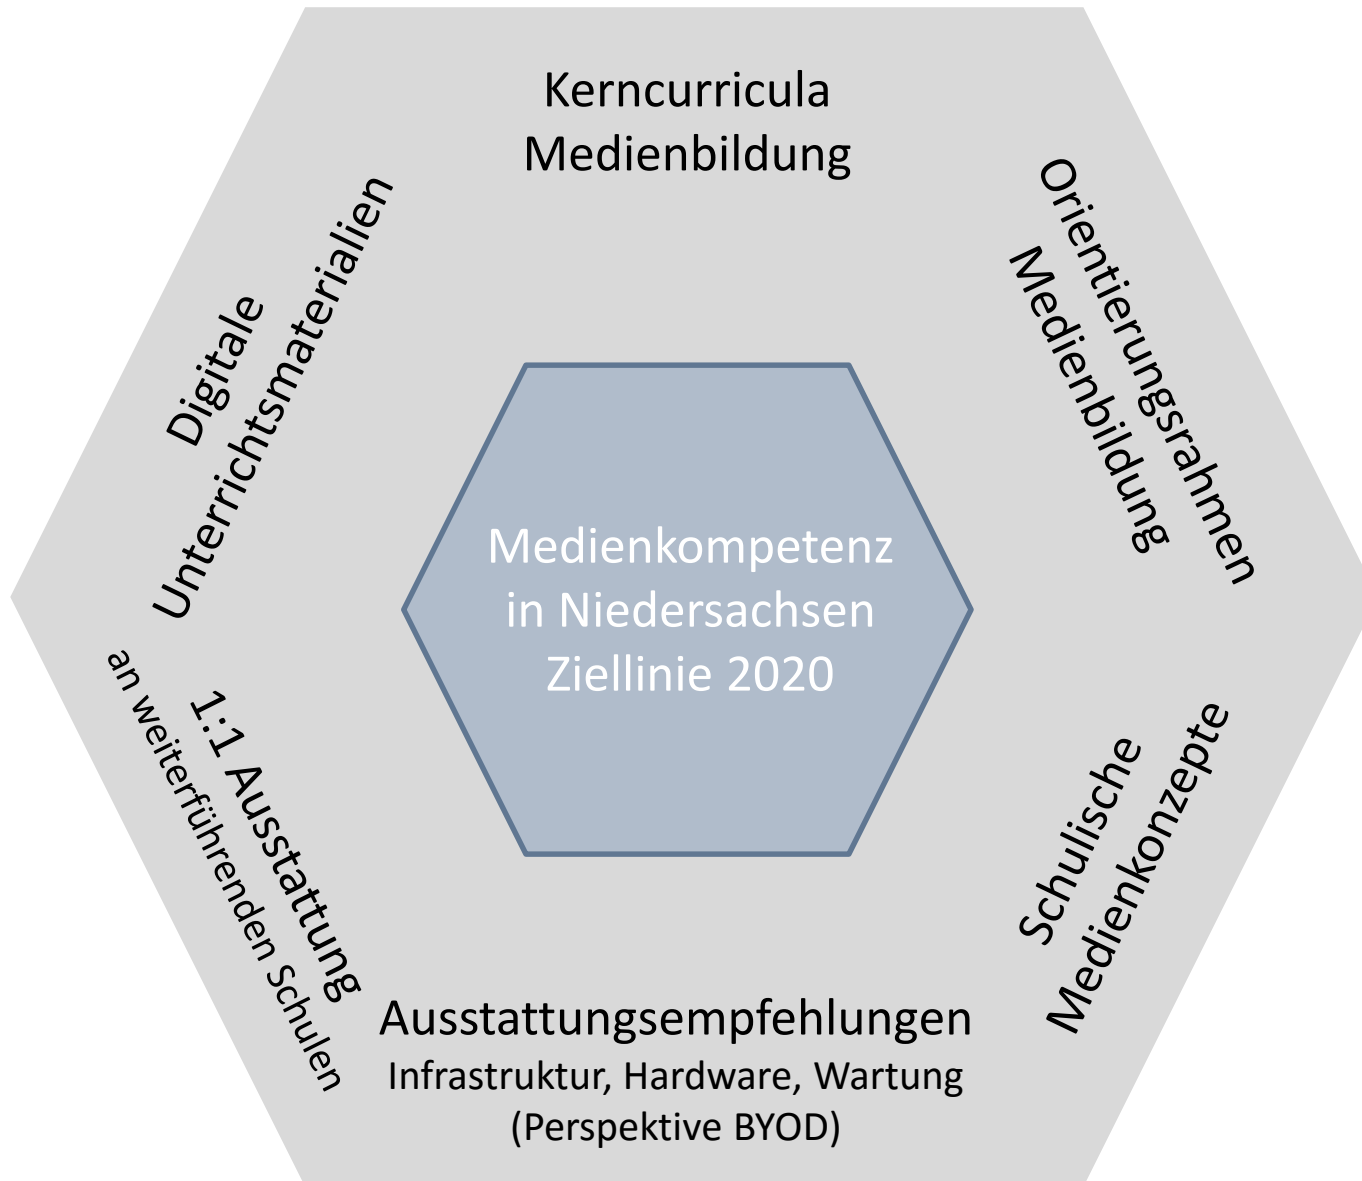 Kerncurricula
Medienbildung
Orientierungsrahmen
Medienbildung
Digitale
Unterrichtsmaterialien
Medienkompetenz
in Niedersachsen
Ziellinie 2020
1:1 Ausstattung
an weiterführenden Schulen
Schulische
Medienkonzepte
Ausstattungsempfehlungen
Infrastruktur, Hardware, Wartung
(Perspektive BYOD)